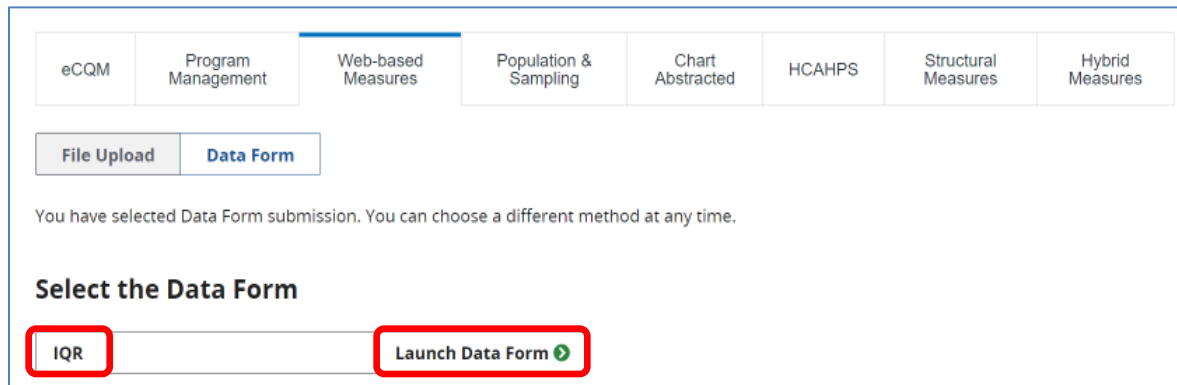 eCQM
Program
Management
Web-based
Measures
Population &
Sampling
Chart
Abstracted
HCAHPS
Structural
Measures
Hybrid
Measures
File Upload
Data Form
You have selected Data Form submission. You can choose a different method at any time.
Select the Data Form
IQR
Launch Data Form